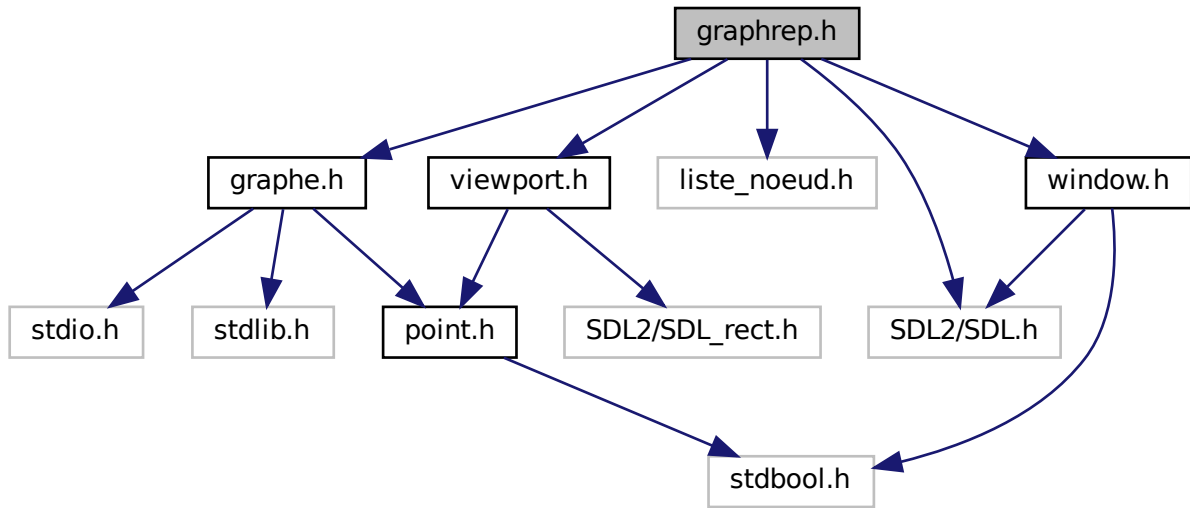 graphrep.h
graphe.h
viewport.h
liste_noeud.h
window.h
stdio.h
stdlib.h
point.h
SDL2/SDL_rect.h
SDL2/SDL.h
stdbool.h